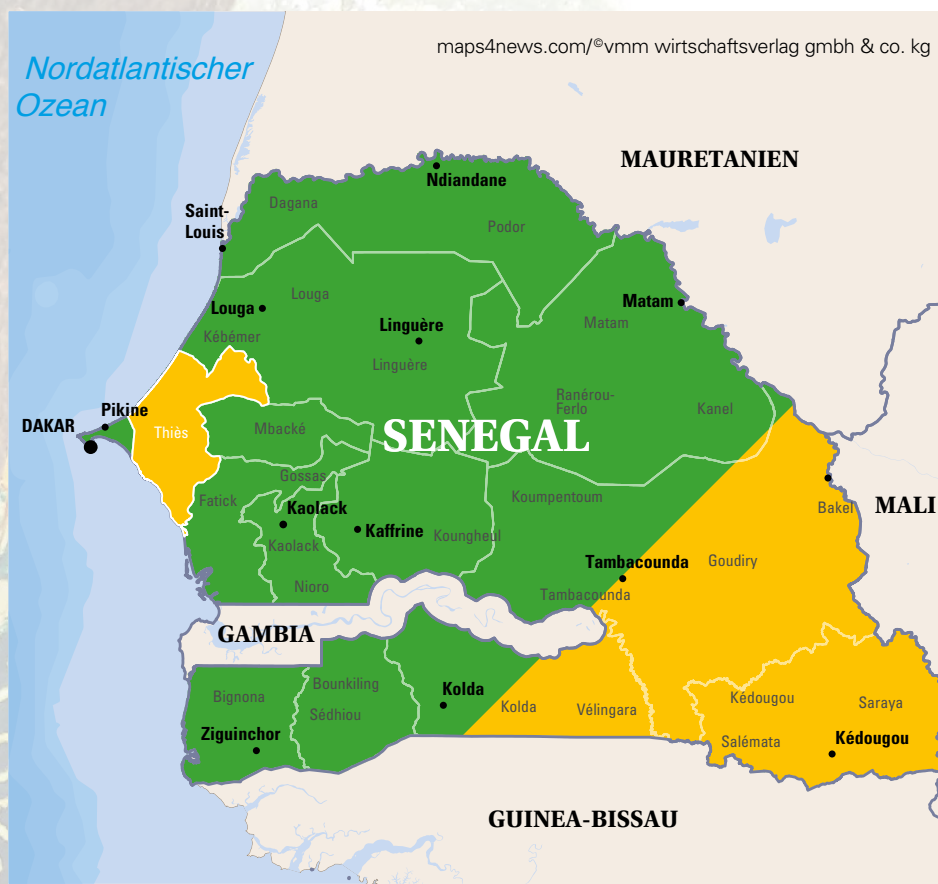 maps4news.com/©vmm wirtschaftsverlag gmbh & co. kg
Nordatlantischer
Ozean
MAURETANIEN
Ndiandane
Dagana
Saint-
Louis
Podor
Louga
Louga
Matam
Matam
Linguère
Kébémer
Linguère
Ranérou-
Ferlo
Kanel
Pikine
DAKAR
Thiès
Mbacké
SENEGAL
Gossas
Fatick
Koumpentoum
Bakel
MALI
Kaolack
Kaffrine
Koungheul
Kaolack
Goudiry
Tambacounda
Nioro
Tambacounda
GAMBIA
Bounkiling
Bignona
Kolda
Kédougou
Saraya
Kolda
Vélingara
Sédhiou
Ziguinchor
Salémata
Kédougou
GUINEA-BISSAU